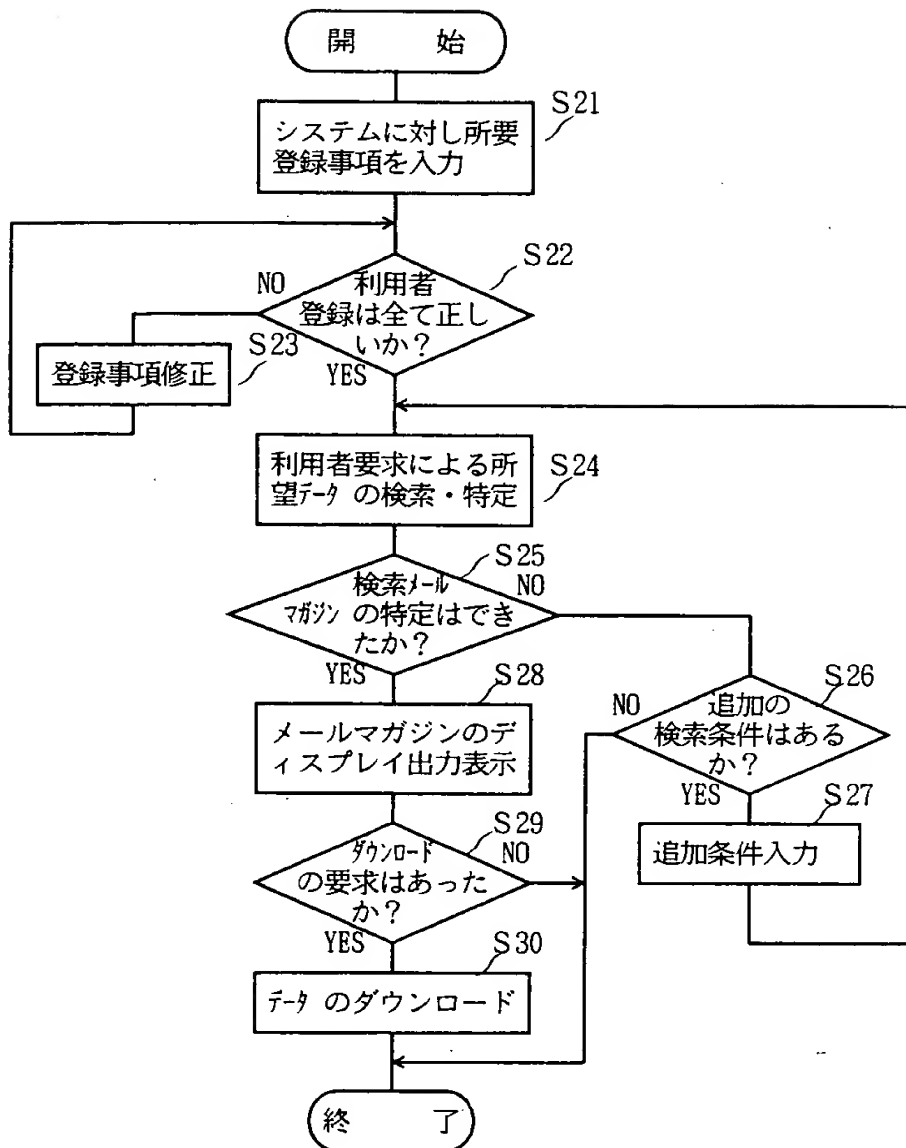 開 始
S21
システムに対し所要
登録事項を入力
S22
NO
利用者
登録は全て正し
いか?
YES
S23
登録事項修正
S24
利用者要求による所
望データ の検索・特定
S25
NO
検索メール
マガジン の特定はでき
たか?
YES
S28
メールマガジンのデ
ィスプレイ出力表示
S26
NO
追加の
検索条件はある
か?
YES
S27
追加条件入力
S29
NO
ダウンロード
の要求はあった
か?
YES
S30
データ のダウンロード
終 了